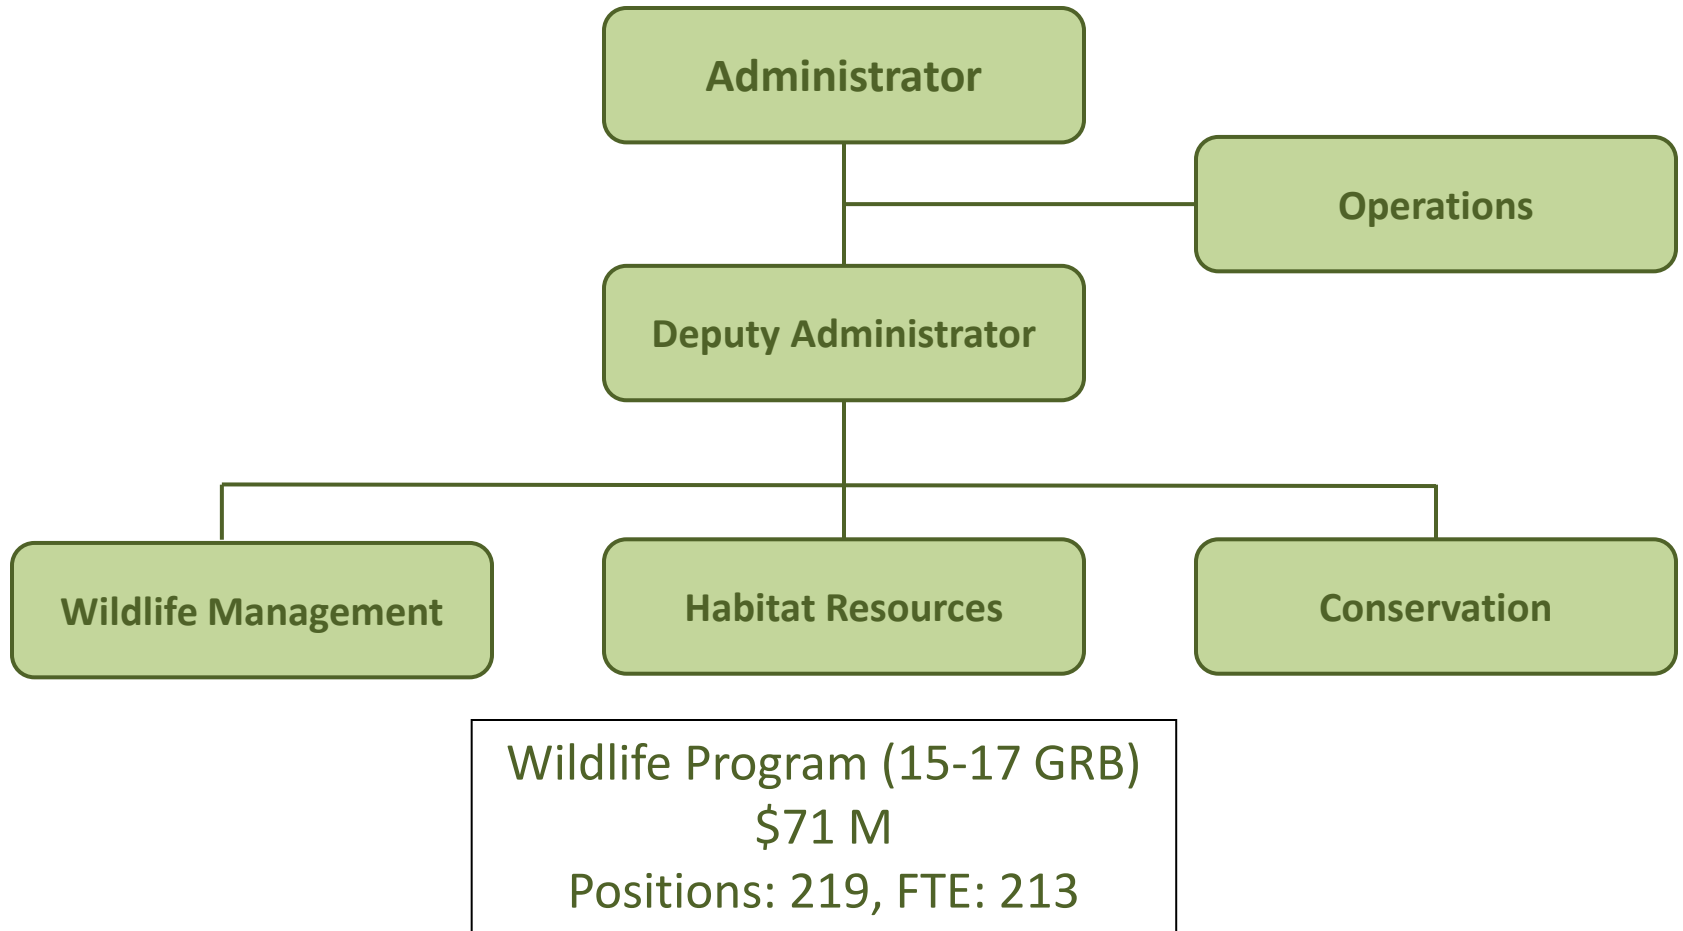 Administrator
Operations
Deputy Administrator
Wildlife Management
Habitat Resources
Conservation
Wildlife Program (15-17 GRB)
$71 M
Positions: 219, FTE: 213